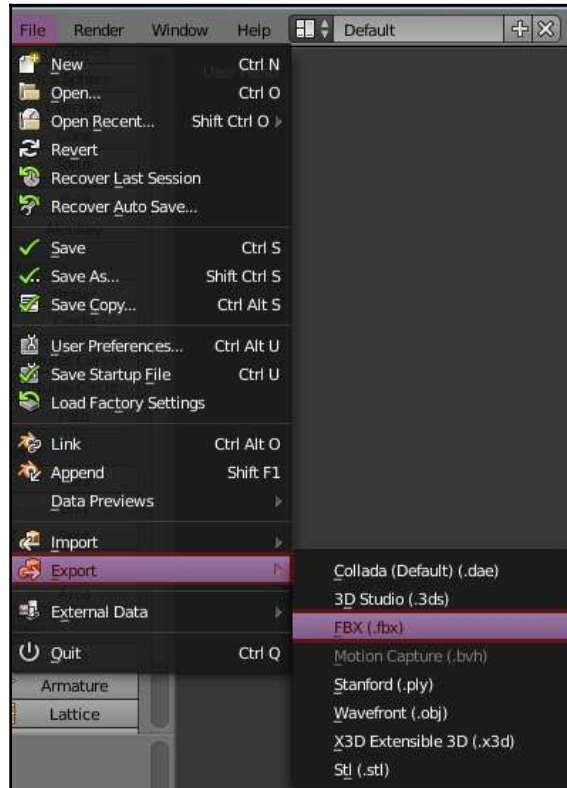 File Render Window Help Default
New Ctrl N
Open... Ctrl O
Open Recent... Shift Ctrl O
Revert
Recover Last Session
Recover Auto Save...
Save Ctrl S
Save As... Shift Ctrl S
Save Copy... Ctrl Alt S
User Preferences... Ctrl Alt U
Save Startup File Ctrl U
Load Factory Settings
Link Ctrl Alt O
Append Shift F1
Data Previews
Import
Export
External Data
Quit Ctrl Q
Armature
Lattice
Collada (Default) (.dae)
3D Studio (.3ds)
FBX (.fbx)
Motion Capture (.bvh)
Stanford (.ply)
Wavefront (.obj)
X3D Extensible 3D (.x3d)
Stl (.stl)